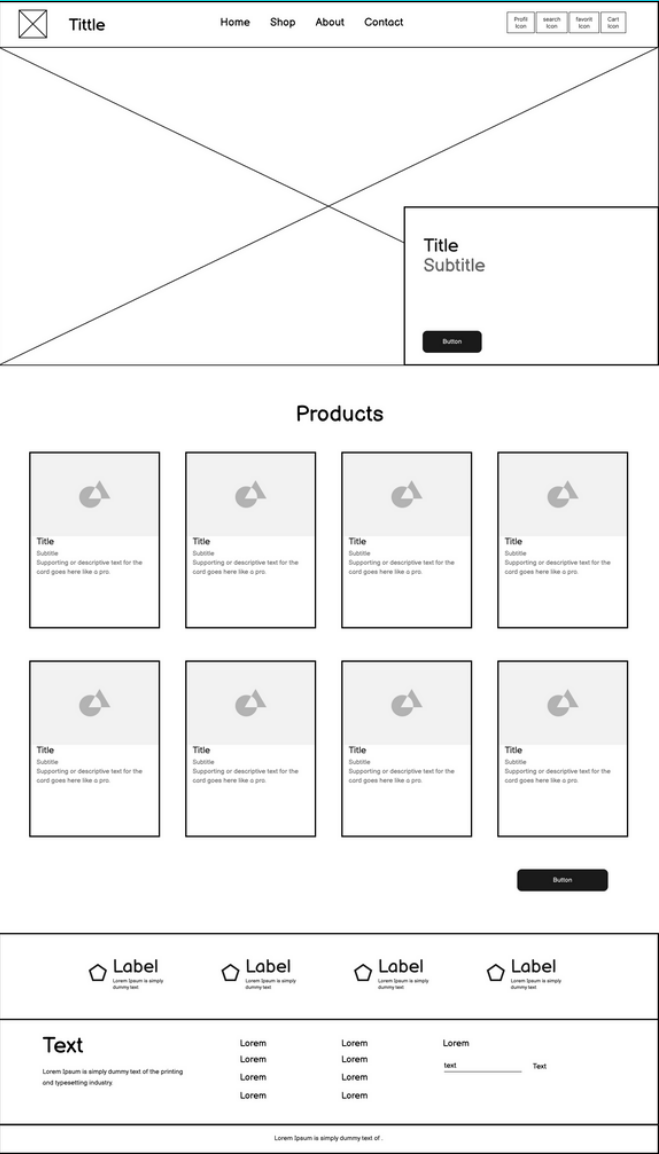 Tittle
Home Shop About Contact
Profil search favorit Cart
Icon Icon Icon Icon
Title
Subtitle
Button
Products
Title Title Title Title
Subtitle Subtitle Subtitle Subtitle
Supporting or descriptive text for the Supporting or descriptive text for the Supporting or descriptive text for the Supporting or descriptive text for the
card goes here like a pro. card goes here like a pro. card goes here like a pro. card goes here like a pro.
Title Title Title Title
Subtitle Subtitle Subtitle Subtitle
Supporting or descriptive text for the Supporting or descriptive text for the Supporting or descriptive text for the Supporting or descriptive text for the
card goes here like a pro. card goes here like a pro. card goes here like a pro. card goes here like a pro.
Button
Label Label Label Label
Lorem Ipsum is simply Lorem Ipsum is simply Lorem Ipsum is simply Lorem Ipsum is simply
dummy text dummy text dummy text dummy text
Text
Lorem Ipsum is simply dummy text of the printing
and typesetting industry.
Lorem
Lorem
Lorem
Lorem
Lorem
Lorem
Lorem
Lorem
Lorem
text Text
Lorem Ipsum is simply dummy text of .